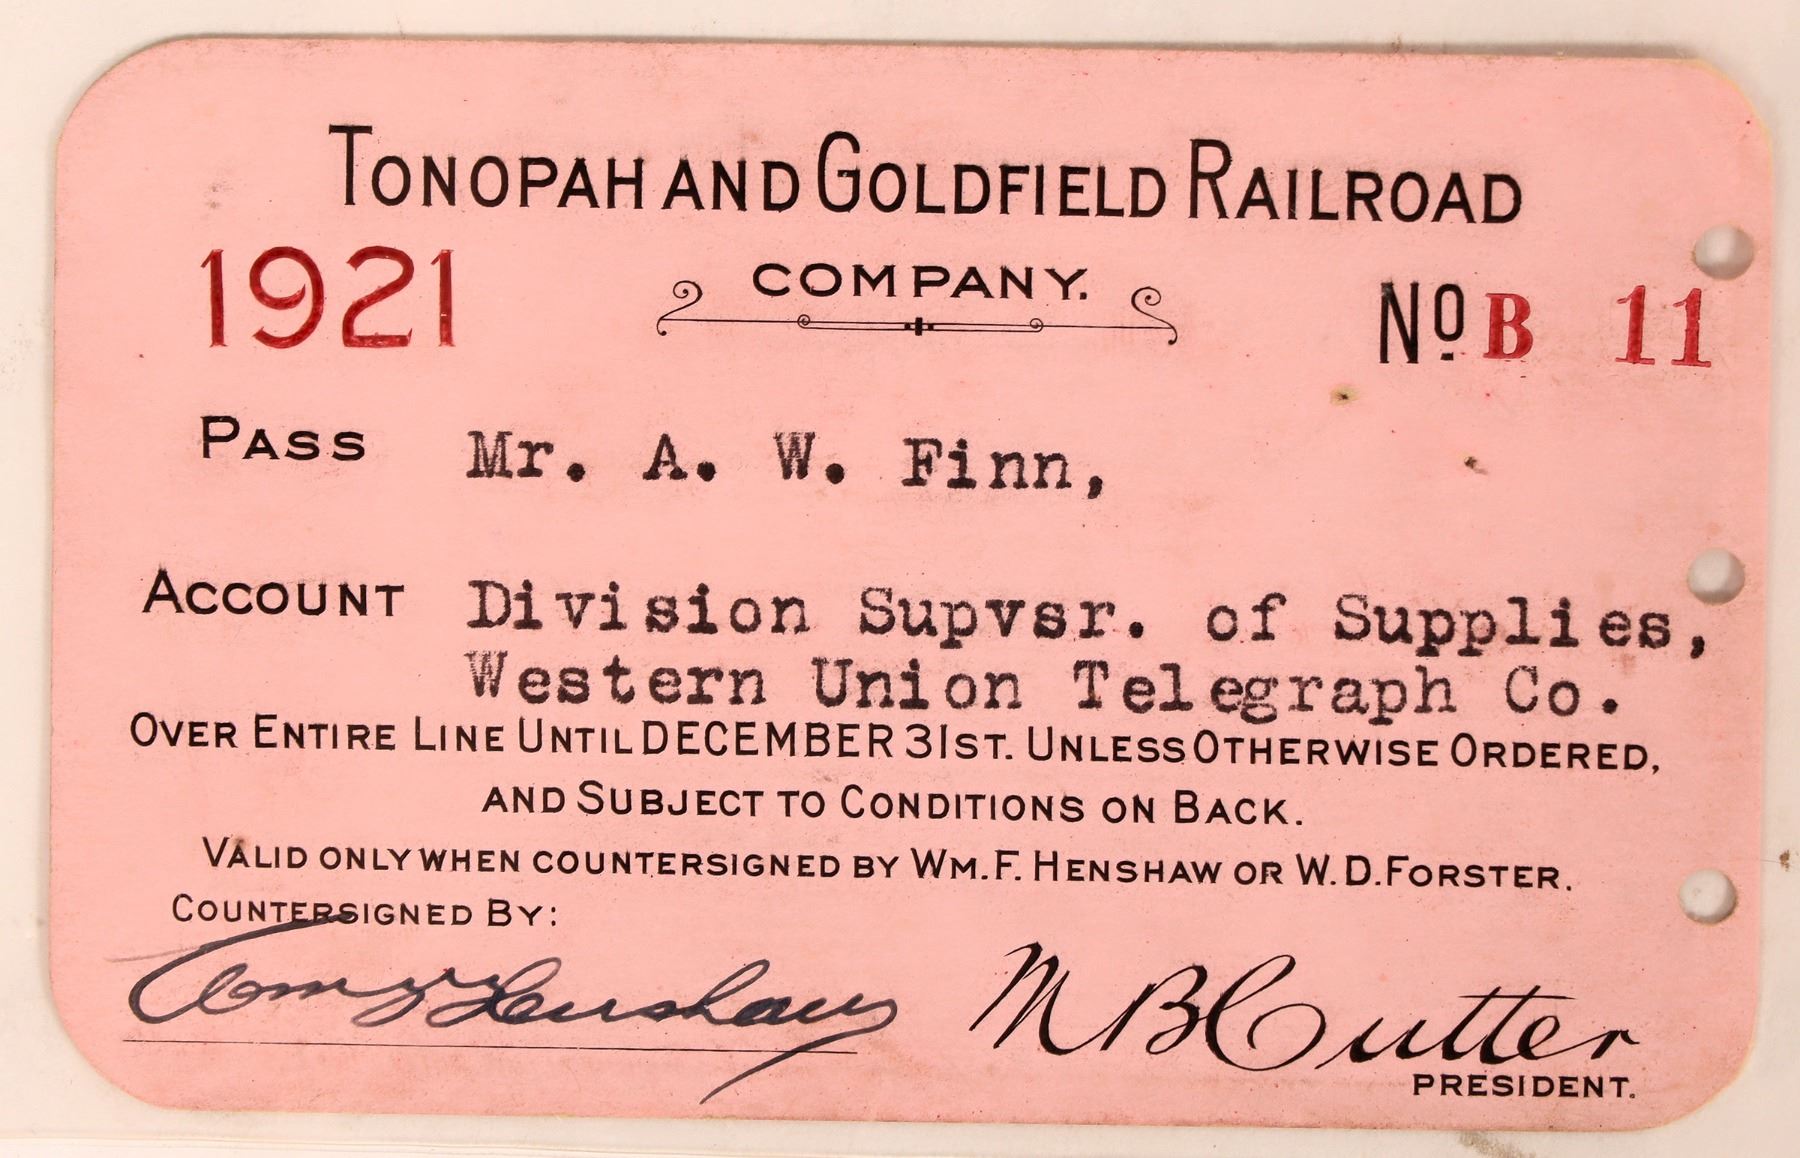 TONOPAH AND GOLDFIELD RAILROAD
COMPANY.
1921
No B 11
PASS Mr. A. W. Finn,
ACCOUNT Division Supvsr. of Supplies,
Western Union Telegraph Co.
OVER ENTIRE LINE UNTIL DECEMBER 31ST. UNLESS OTHERWISE ORDERED,
AND SUBJECT TO CONDITIONS ON BACK.
VALID ONLY WHEN COUNTERSIGNED BY WM. F. HENSHAW OR W. D. FORSTER.
COUNTERSIGNED BY:
Wm F Henshaw
M B Cutter
PRESIDENT.